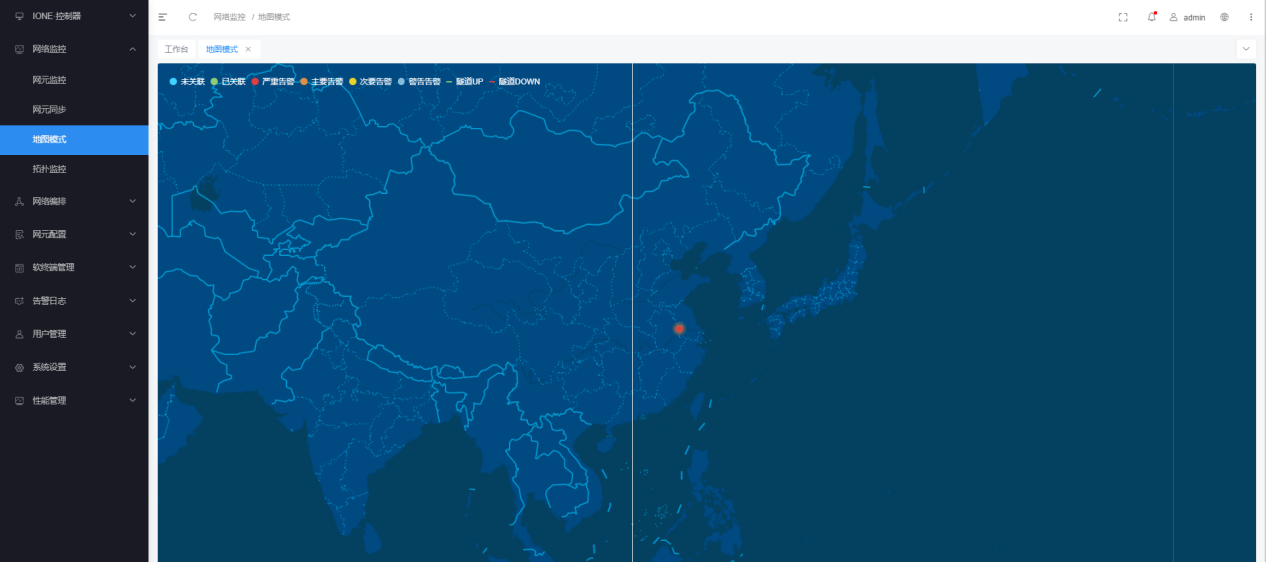 IONE-控制器
网络监控 / 地图模式
admin
网络监控
工作台 地图模式
网元监控
未关联 已关联 严重告警 主要告警 次要告警 警告告警 隧道UP 隧道DOWN
网元同步
地图模式
拓扑监控
网络编排
网元配置
软终端管理
告警日志
用户管理
系统设置
性能管理